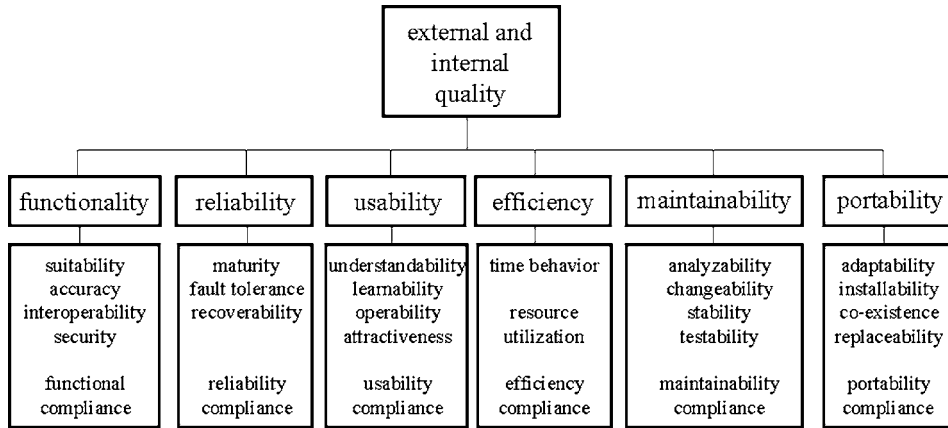 external and
internal
quality
functionality
reliability
usability
efficiency
maintainability
portability
suitability
accuracy
interoperability
security
functional
compliance
maturity
fault tolerance
recoverability
reliability
compliance
understandability
learnability
operability
attractiveness
usability
compliance
time behavior
resource
utilization
efficiency
compliance
analyzability
changeability
stability
testability
maintainability
compliance
adaptability
installability
co-existence
replaceability
portability
compliance